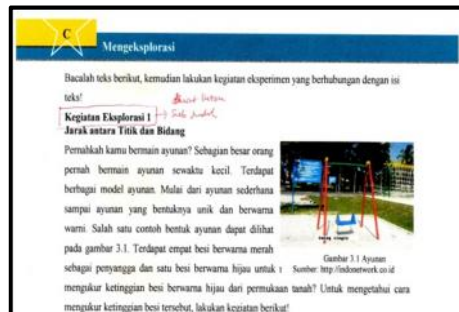 C
Mengeksplorasi
Bacalah teks berikut, kemudian lakukan kegiatan eksperimen yang berhubungan dengan isi
teks!
Kegiatan Eksplorasi 1
Jarak antara Titik dan Bidang
Pernahkah kamu bermain ayunan? Sebagian besar orang
pernah bermain ayunan sewaktu kecil. Terdapat
berbagai model ayunan. Mulai dari ayunan sederhana
sampai ayunan yang bentuknya unik dan berwarna
warni. Salah satu contoh bentuk ayunan dapat dilihat
pada gambar 3.1. Terdapat empat besi berwarna merah
sebagai penyangga dan satu besi berwarna hijau untuk
Gambar 3.1 Ayunan
Sumber: http://indonetwork.co.id
mengukur ketinggian besi berwarna hijau dari permukaan tanah? Untuk mengetahui cara
mengukur ketinggian besi tersebut, lakukan kegiatan berikut!